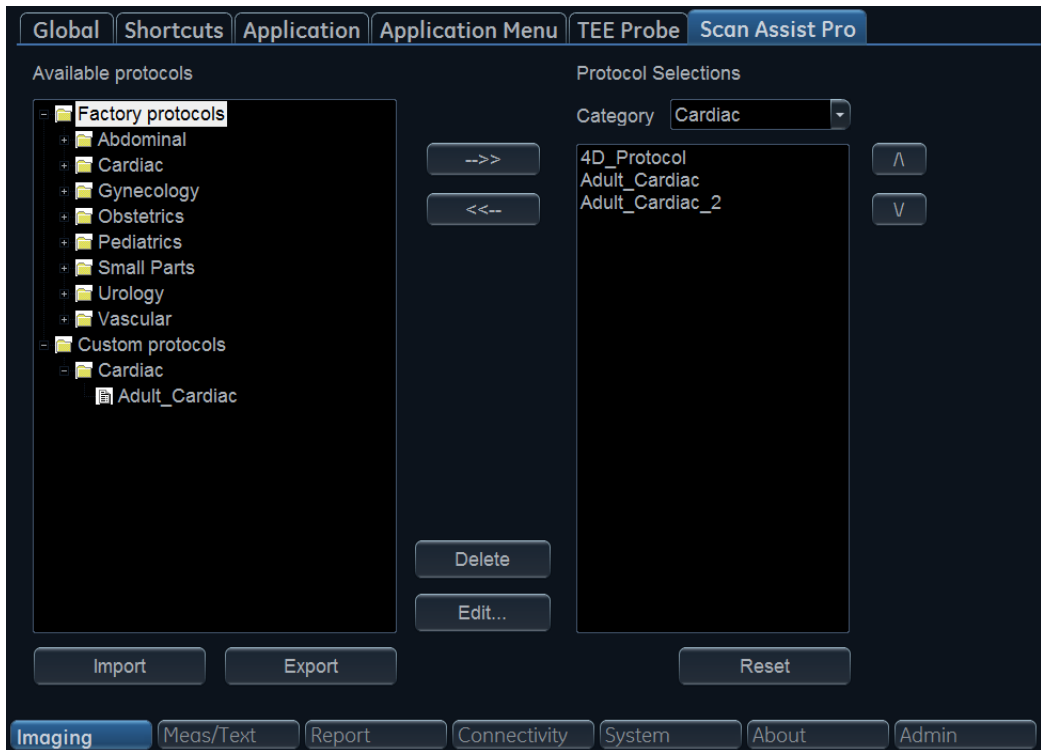 Global Shortcuts Application Application Menu TEE Probe Scan Assist Pro
Available protocols
Factory protocols
Abdominal
Cardiac
Gynecology
Obstetrics
Pediatrics
Small Parts
Urology
Vascular
Custom protocols
Cardiac
Adult_Cardiac
-->>
<<--
Delete
Edit...
Import Export
Protocol Selections
Category Cardiac
4D_Protocol
Adult_Cardiac
Adult_Cardiac_2
/\
\/
Reset
Imaging Meas/Text Report Connectivity System About Admin